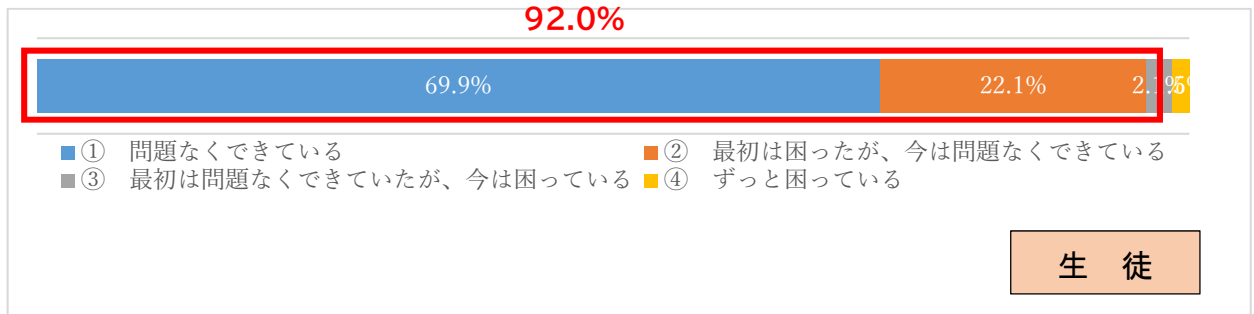 92.0%
69.9% 22.1% 2.1%
① 問題なくできている ② 最初は困ったが、今は問題なくできている
③ 最初は問題なくできていたが、今は困っている ④ ずっと困っている
生 徒